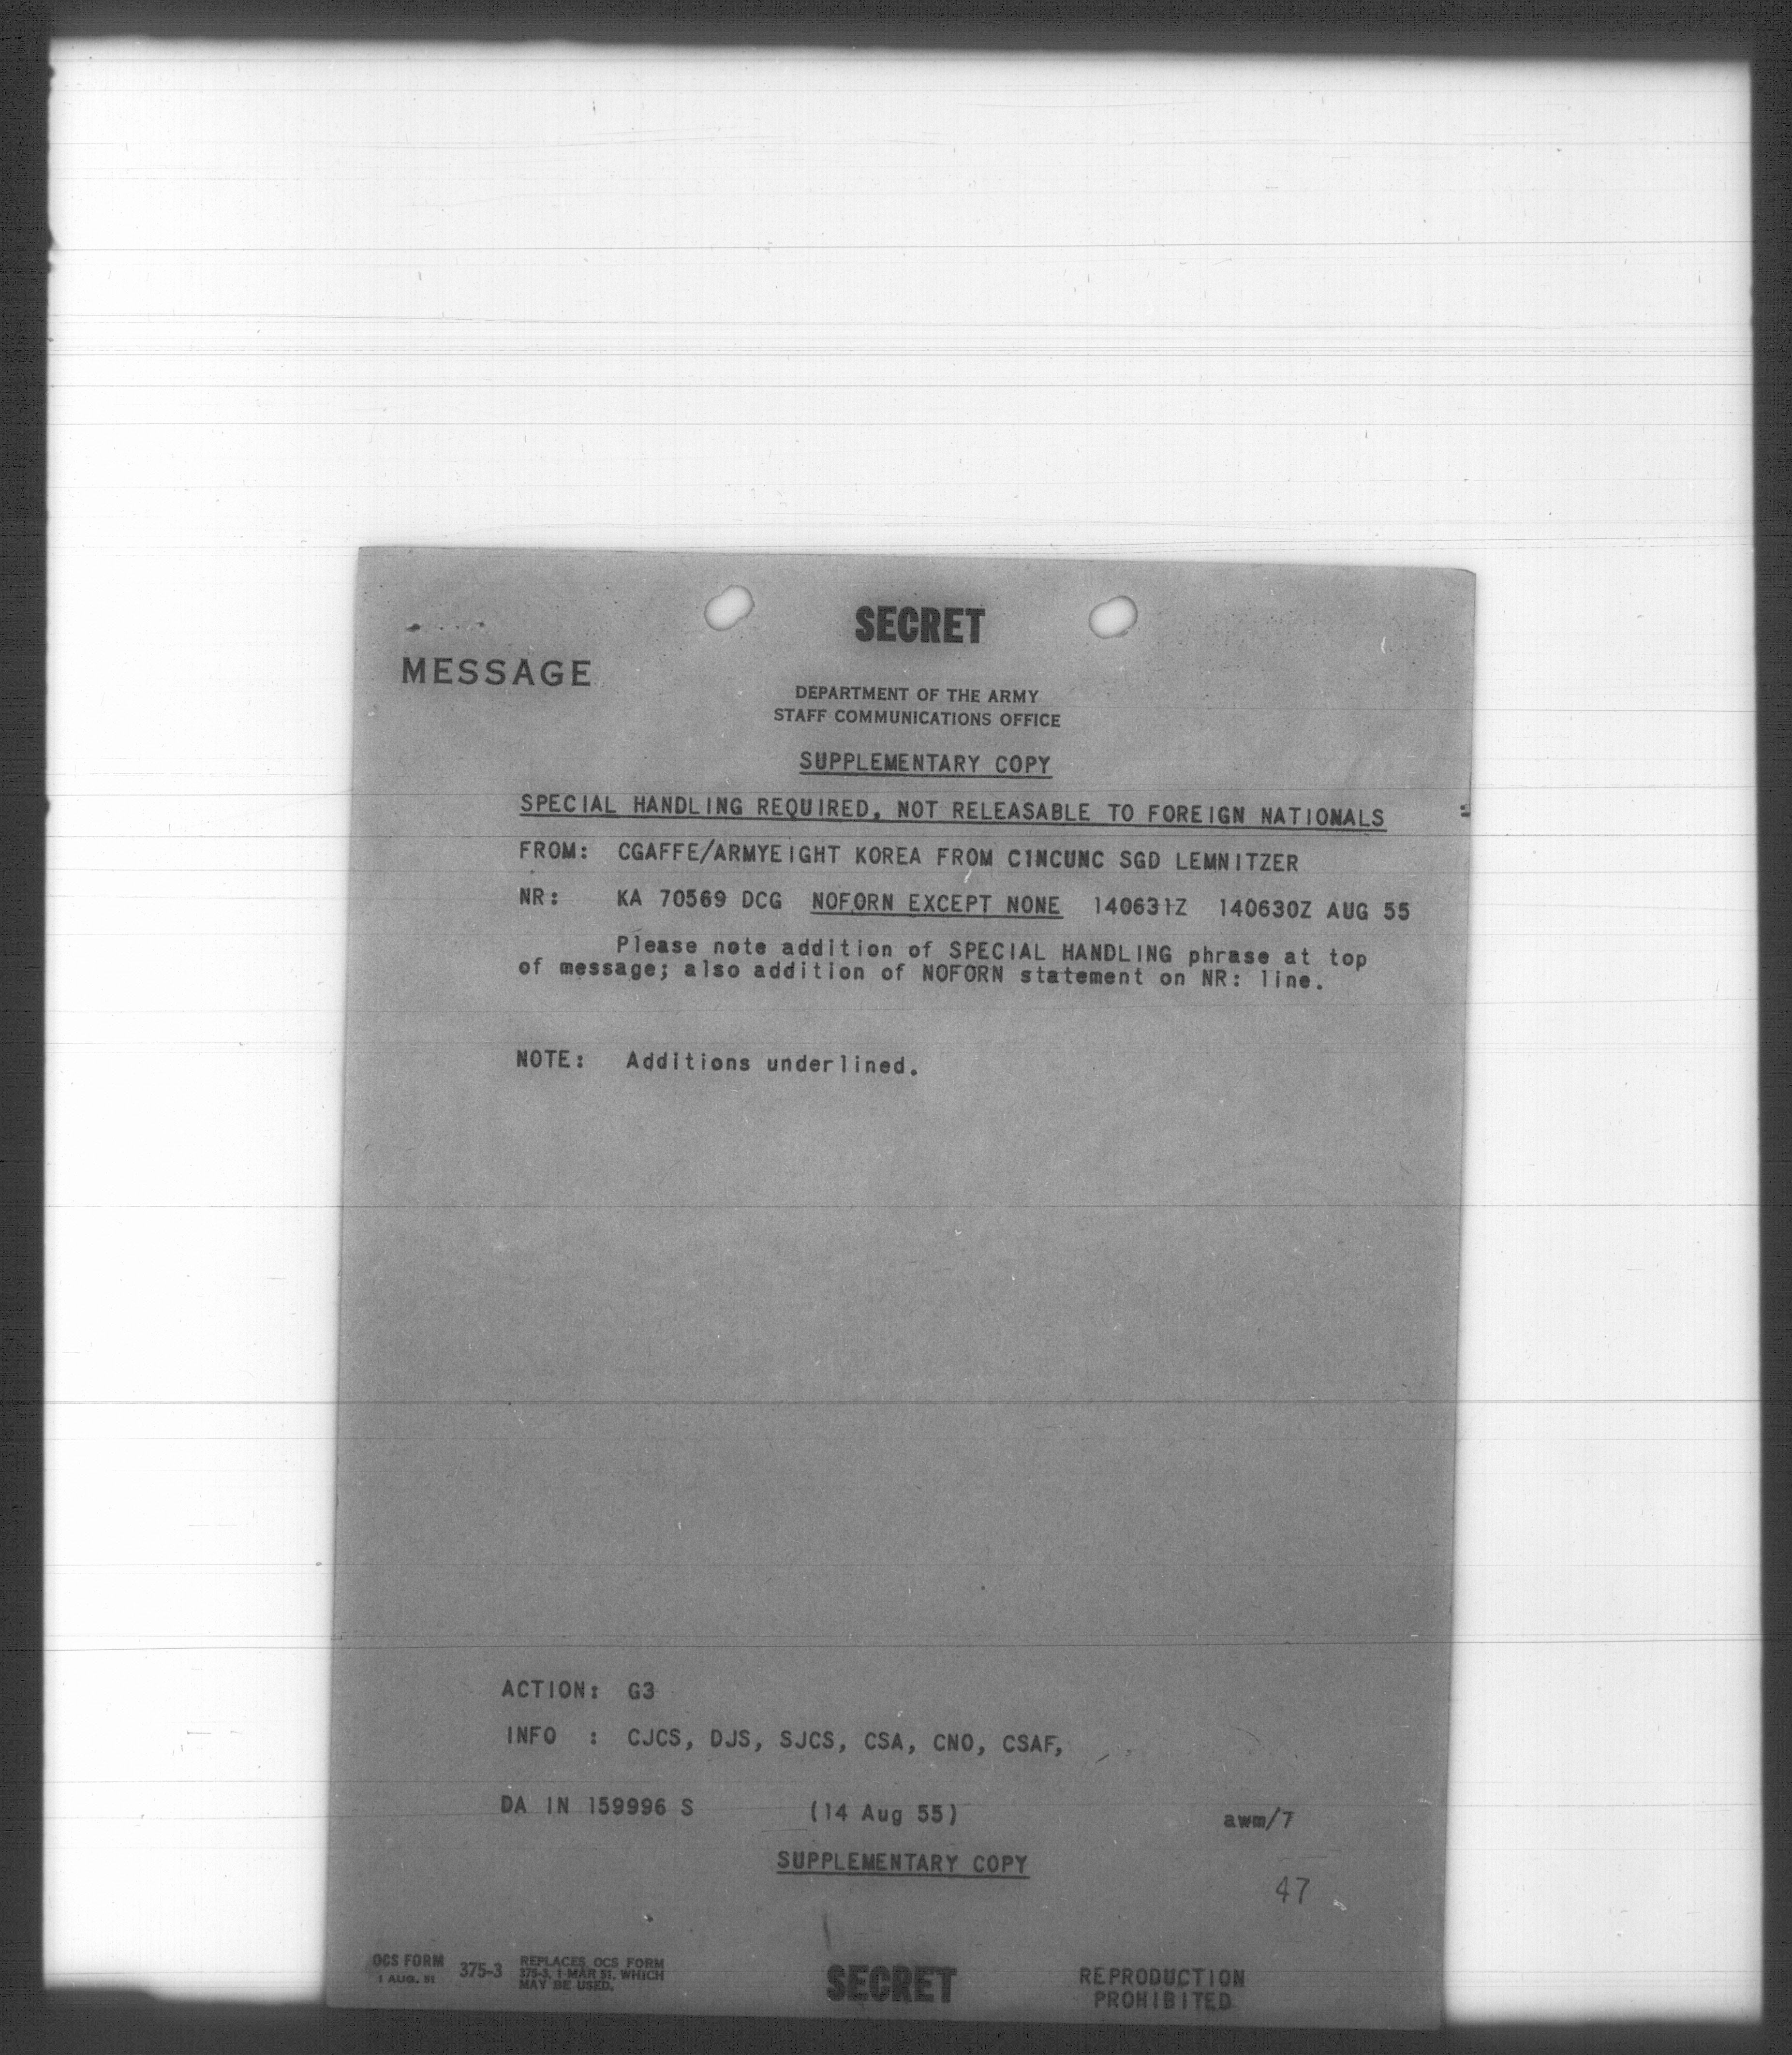 SECRET
MESSAGE
DEPARTMENT OF THE ARMY
STAFF COMMUNICATIONS OFFICE
SUPPLEMENTARY COPY
SPECIAL HANDLING REQUIRED, NOT RELEASABLE TO FOREIGN NATIONALS
FROM: CGAFFE/ARMYEIGHT KOREA FROM CINCUNC SGD LEMNITZER
NR: KA 70569 DCG NOFORN EXCEPT NONE 140631Z 140630Z AUG 55
Please note addition of SPECIAL HANDLING phrase at top
of message; also addition of NOFORN statement on NR: line.
NOTE: Additions underlined.
ACTION: G3
INFO : CJCS, DJS, SJCS, CSA, CNO, CSAF,
DA IN 159996 S (14 Aug 55) awm/7
SUPPLEMENTARY COPY
47
OCS FORM 375-3 REPLACES OCS FORM
1 AUG. 51 375-3, 1 MAR 51, WHICH
MAY BE USED.
SECRET
REPRODUCTION
PROHIBITED